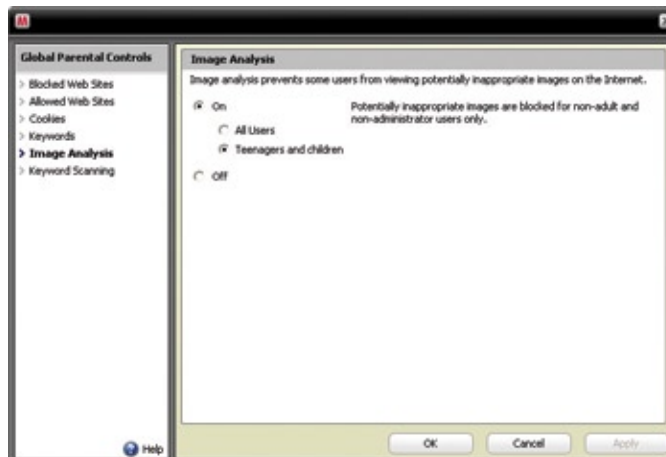 M
Global Parental Controls
> Blocked Web Sites
> Allowed Web Sites
> Cookies
> Keywords
> Image Analysis
> Keyword Scanning
Help
Image Analysis
Image analysis prevents some users from viewing potentially inappropriate images on the Internet.
On
Potentially inappropriate images are blocked for non-adult and
non-administrator users only.
All Users
Teenagers and children
Off
OK
Cancel
Apply